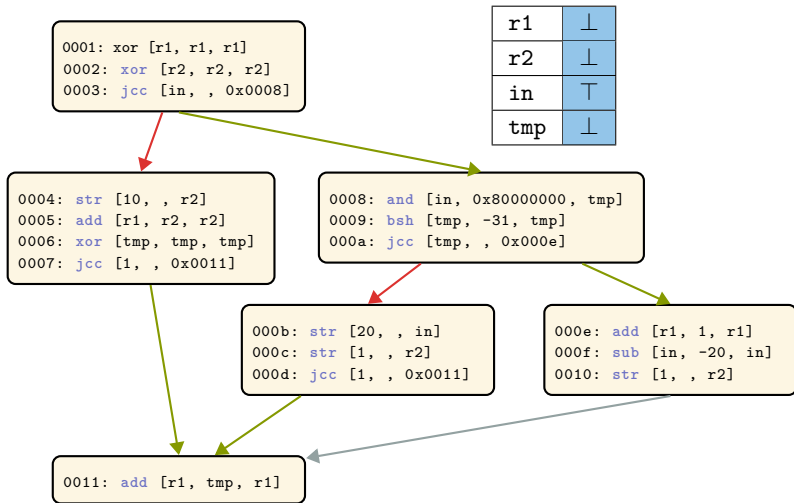 0001: xor [r1, r1, r1]
0002: xor [r2, r2, r2]
0003: jcc [in, , 0x0008]
r1 ⊥
r2 ⊥
in ⊤
tmp ⊥
0004: str [10, , r2]
0005: add [r1, r2, r2]
0006: xor [tmp, tmp, tmp]
0007: jcc [1, , 0x0011]
0008: and [in, 0x80000000, tmp]
0009: bsh [tmp, -31, tmp]
000a: jcc [tmp, , 0x000e]
000b: str [20, , in]
000c: str [1, , r2]
000d: jcc [1, , 0x0011]
000e: add [r1, 1, r1]
000f: sub [in, -20, in]
0010: str [1, , r2]
0011: add [r1, tmp, r1]